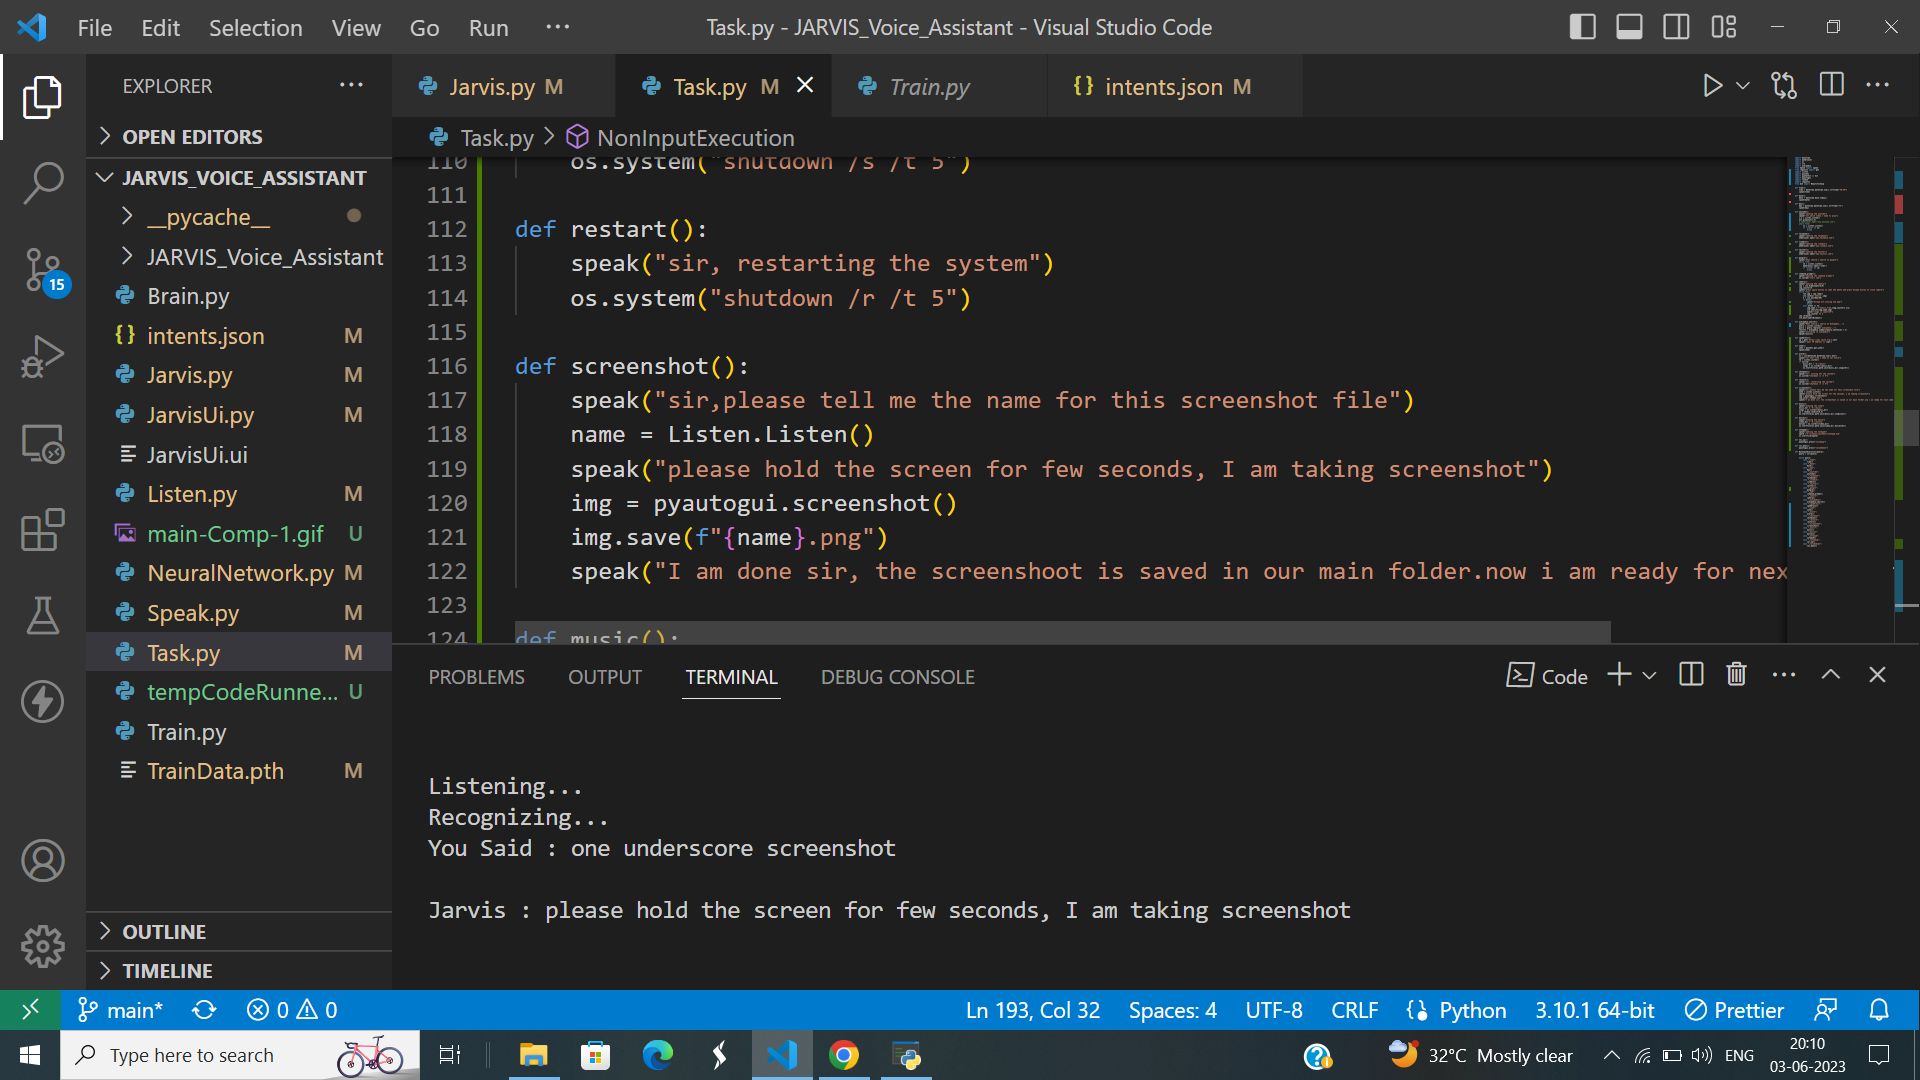 File Edit Selection View Go Run ···
Task.py - JARVIS_Voice_Assistant - Visual Studio Code
EXPLORER
OPEN EDITORS
JARVIS_VOICE_ASSISTANT
__pycache__
JARVIS_Voice_Assistant
Brain.py
intents.json M
Jarvis.py M
JarvisUi.py M
JarvisUi.ui
Listen.py M
main-Comp-1.gif U
NeuralNetwork.py M
Speak.py M
Task.py M
tempCodeRunne... U
Train.py
TrainData.pth M
OUTLINE
TIMELINE
15
Jarvis.py M Task.py M Train.py intents.json M
Task.py > NonInputExecution
110 os.system("shutdown /s /t 5")
111
112 def restart():
113 speak("sir, restarting the system")
114 os.system("shutdown /r /t 5")
115
116 def screenshot():
117 speak("sir,please tell me the name for this screenshot file")
118 name = Listen.Listen()
119 speak("please hold the screen for few seconds, I am taking screenshot")
120 img = pyautogui.screenshot()
121 img.save(f"{name}.png")
122 speak("I am done sir, the screenshoot is saved in our main folder.now i am ready for nex
123
124 def music():
PROBLEMS OUTPUT TERMINAL DEBUG CONSOLE
Code
Listening...
Recognizing...
You Said : one underscore screenshot
Jarvis : please hold the screen for few seconds, I am taking screenshot
main* 0 0
Ln 193, Col 32 Spaces: 4 UTF-8 CRLF Python 3.10.1 64-bit Prettier
Type here to search
32°C Mostly clear
ENG
20:10
03-06-2023